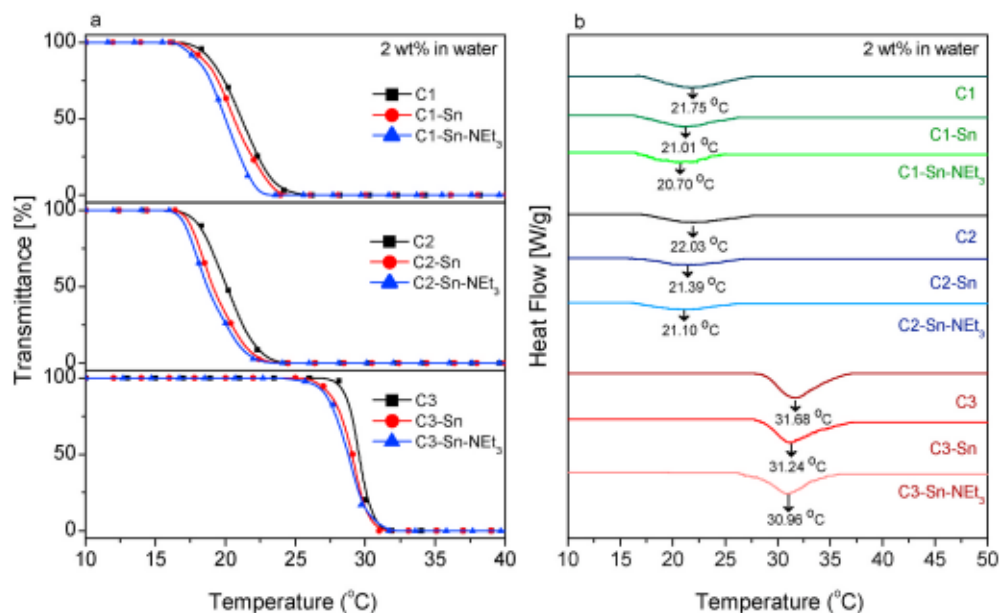 a
2 wt% in water
100
50
0
C1
C1-Sn
C1-Sn-NEt₃
100
50
0
C2
C2-Sn
C2-Sn-NEt₃
100
50
0
C3
C3-Sn
C3-Sn-NEt₃
10 15 20 25 30 35 40
Temperature (°C)
Transmittance [%]
b
2 wt% in water
C1
21.75 °C
C1-Sn
21.01 °C
C1-Sn-NEt₃
20.70 °C
C2
22.03 °C
C2-Sn
21.39 °C
C2-Sn-NEt₃
21.10 °C
C3
31.68 °C
C3-Sn
31.24 °C
C3-Sn-NEt₃
30.96 °C
10 15 20 25 30 35 40 45 50
Temperature (°C)
Heat Flow [W/g]